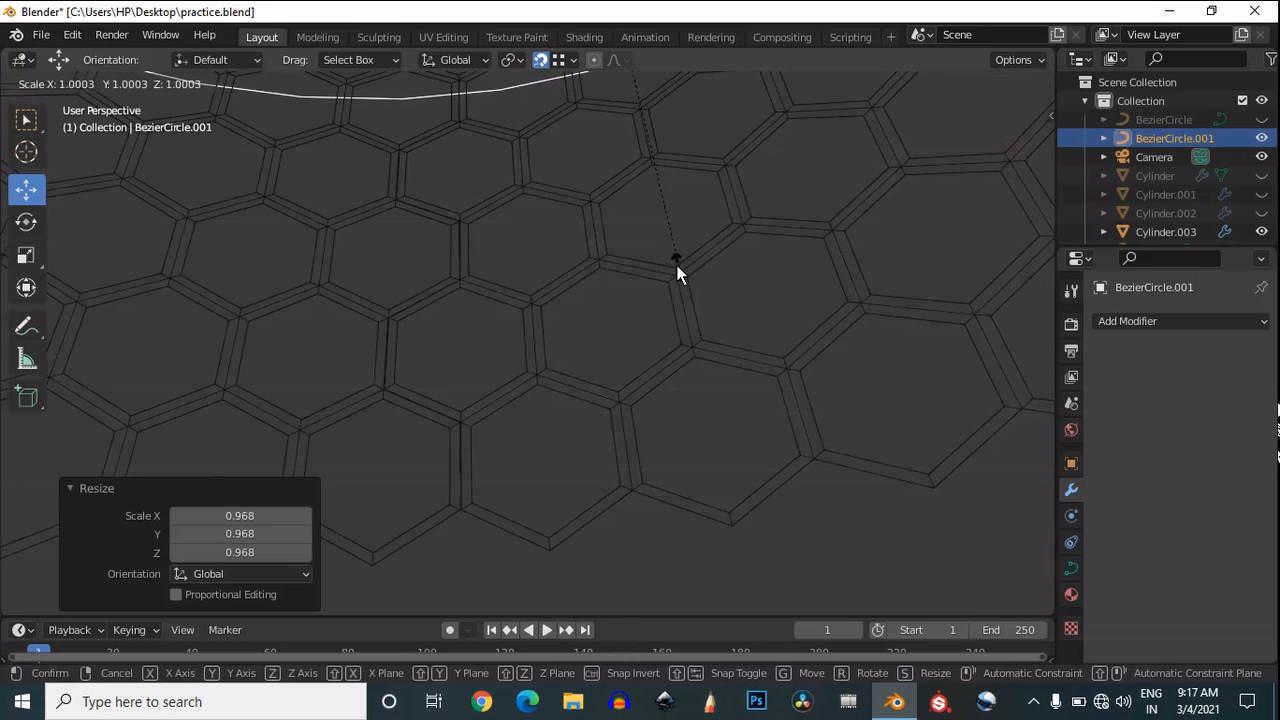 Blender* [C:\Users\HP\Desktop\practice.blend]
File Edit Render Window Help Layout Modeling Sculpting UV Editing Texture Paint Shading Animation Rendering Compositing Scripting Scene View Layer
Orientation: Default Drag: Select Box Global Options
Scale X: 1.0003 Y: 1.0003 Z: 1.0003
User Perspective
(1) Collection | BezierCircle.001
Scene Collection
Collection
BezierCircle
BezierCircle.001
Camera
Cylinder
Cylinder.001
Cylinder.002
Cylinder.003
BezierCircle.001
Add Modifier
Resize
Scale X 0.968
Y 0.968
Z 0.968
Orientation Global
Proportional Editing
Playback Keying View Marker 1 Start 1 End 250
Confirm Cancel X X Axis Y Y Axis Z Z Axis X X Plane Y Y Plane Z Z Plane Ctrl Snap Invert Snap Toggle G Move R Rotate S Resize Automatic Constraint Automatic Constraint Plane
Type here to search
ENG
IN
9:17 AM
3/4/2021